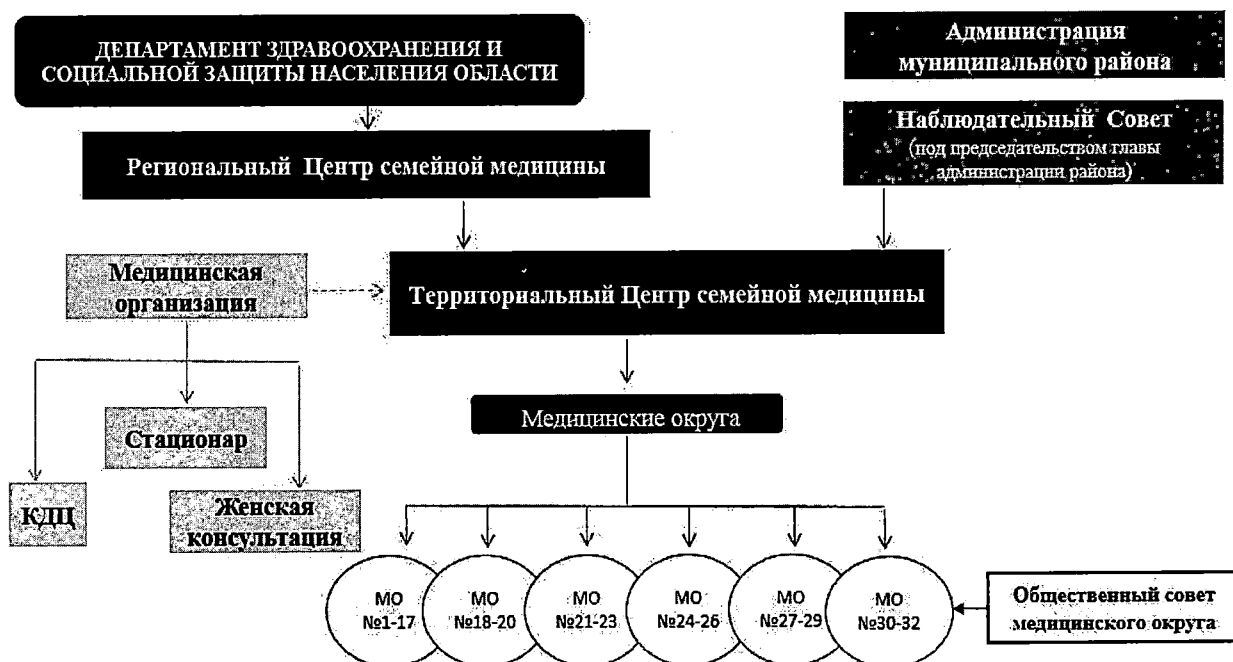 ДЕПАРТАМЕНТ ЗДРАВООХРАНЕНИЯ И
СОЦИАЛЬНОЙ ЗАЩИТЫ НАСЕЛЕНИЯ ОБЛАСТИ
Администрация
муниципального района
Региональный Центр семейной медицины
Наблюдательный Совет
(под председательством главы
администрации района)
Медицинская
организация
Территориальный Центр семейной медицины
Медицинские округа
Стационар
КДЦ
Женская
консультация
МО
№1-17
МО
№18-20
МО
№21-23
МО
№24-26
МО
№27-29
МО
№30-32
Общественный совет
медицинского округа